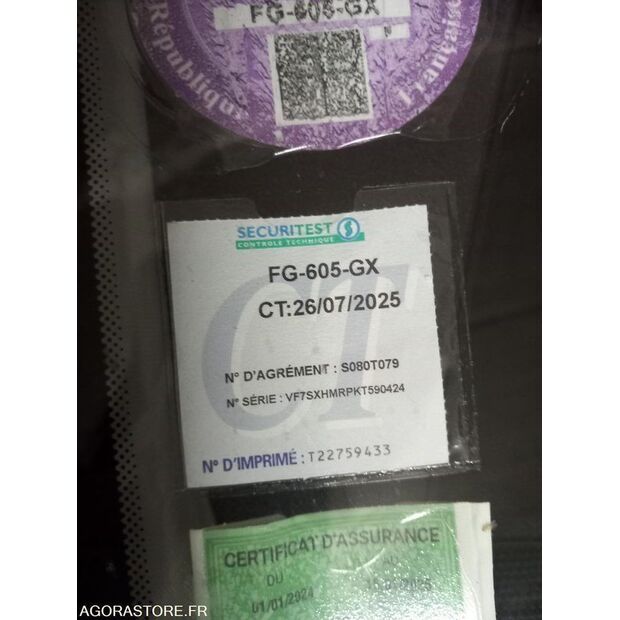 FG-605-GX
République Française
SECURITEST
CONTROLE TECHNIQUE
FG-605-GX
CT:26/07/2025
N° D'AGRÉMENT : S080T079
N° SÉRIE : VF7SXHMRPKT590424
N° D'IMPRIMÉ : T22759433
CERTIFICAT D'ASSURANCE
DU AU
01/01/2024
AGORASTORE.FR